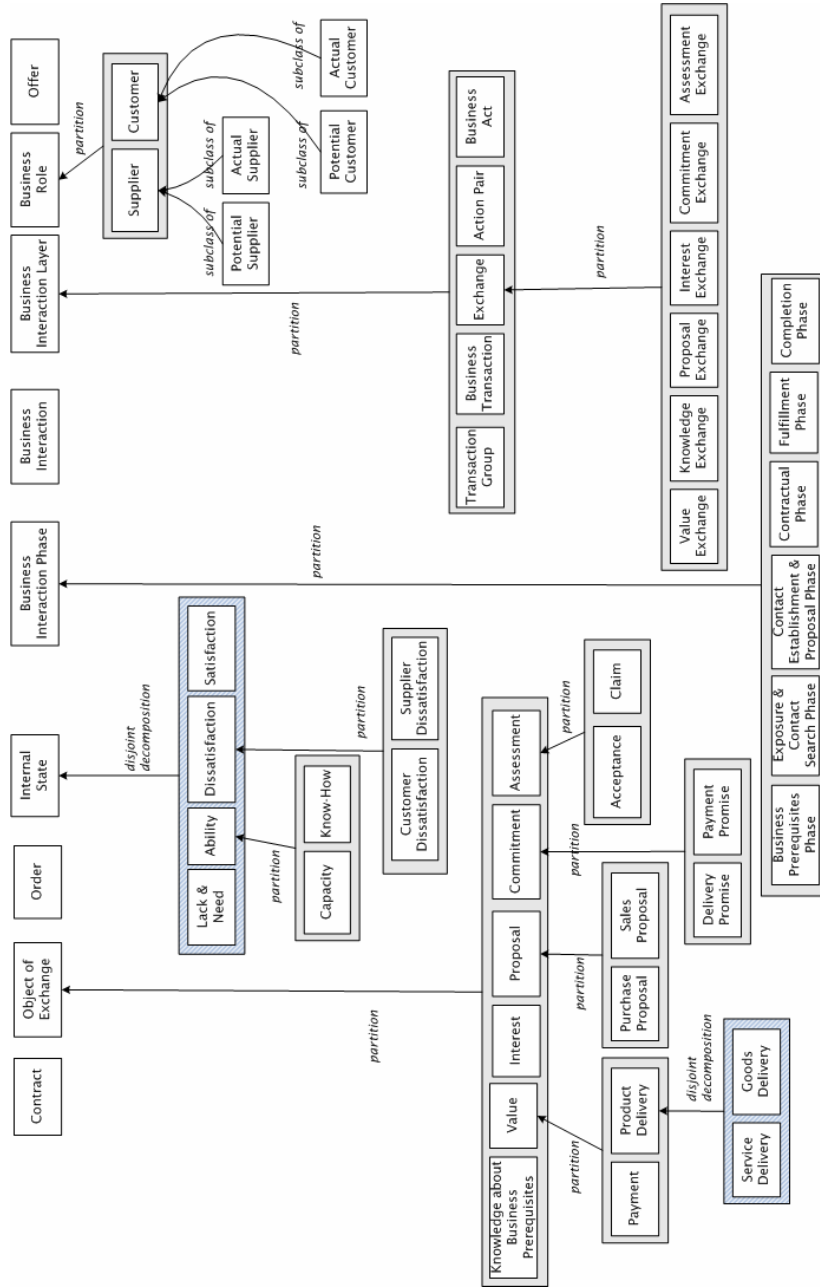 Contract
Object of
Exchange
Order
Internal
State
Business
Interaction Phase
Business
Interaction
Business
Interaction Layer
Business
Role
Offer
partition
Supplier
Customer
subclass of
subclass of
subclass of
subclass of
Potential
Supplier
Actual
Supplier
Potential
Customer
Actual
Customer
disjoint
decomposition
Lack &
Need
Ability
Dissatisfaction
Satisfaction
partition
partition
Capacity
Know-How
Customer
Dissatisfaction
Supplier
Dissatisfaction
partition
partition
partition
Transaction
Group
Business
Transaction
Exchange
Action Pair
Business
Act
partition
Knowledge about
Business
Prerequisites
Value
Interest
Proposal
Commitment
Assessment
partition
partition
partition
partition
Payment
Product
Delivery
Purchase
Proposal
Sales
Proposal
Delivery
Promise
Payment
Promise
Acceptance
Claim
disjoint
decomposition
Service
Delivery
Goods
Delivery
Value
Exchange
Knowledge
Exchange
Proposal
Exchange
Interest
Exchange
Commitment
Exchange
Assessment
Exchange
Business
Prerequisites
Phase
Exposure &
Contact
Search Phase
Contact
Establishment &
Proposal Phase
Contractual
Phase
Fulfillment
Phase
Completion
Phase